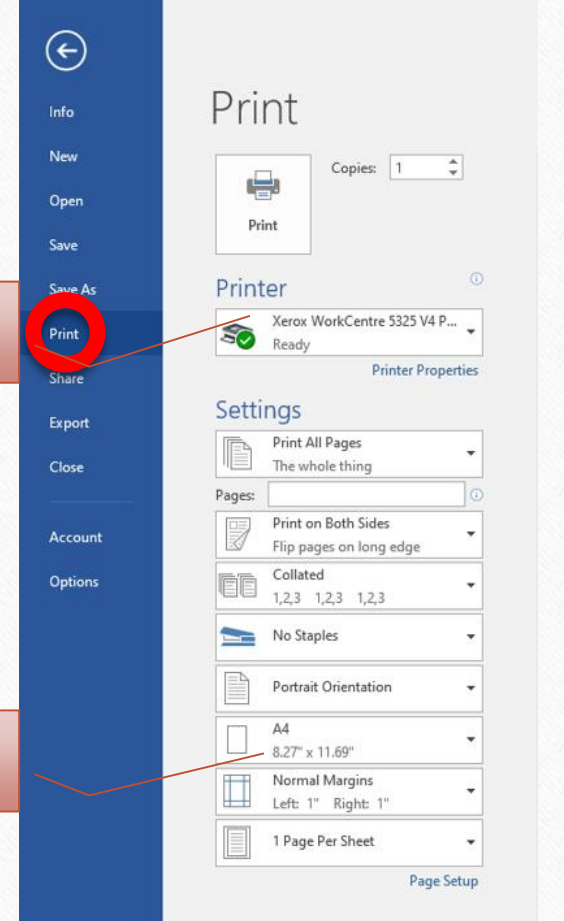 Info
New
Open
Save
Save As
Print
Share
Export
Close
Account
Options
Print
Copies: 1
Print
Printer
Xerox WorkCentre 5325 V4 P...
Ready
Printer Properties
Settings
Print All Pages
The whole thing
Pages:
Print on Both Sides
Flip pages on long edge
Collated
1,2,3 1,2,3 1,2,3
No Staples
Portrait Orientation
A4
8.27" x 11.69"
Normal Margins
Left: 1" Right: 1"
1 Page Per Sheet
Page Setup